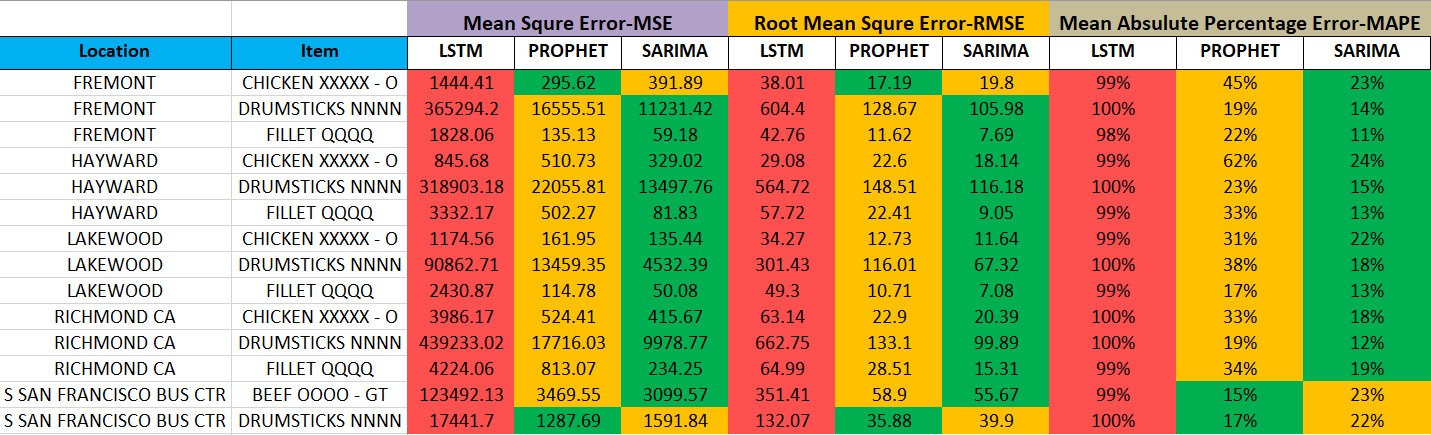 Mean Squre Error-MSE Root Mean Squre Error-RMSE Mean Absulute Percentage Error-MAPE
Location Item LSTM PROPHET SARIMA LSTM PROPHET SARIMA LSTM PROPHET SARIMA
FREMONT CHICKEN XXXXX - O 1444.41 295.62 391.89 38.01 17.19 19.8 99% 45% 23%
FREMONT DRUMSTICKS NNNN 365294.2 16555.51 11231.42 604.4 128.67 105.98 100% 19% 14%
FREMONT FILLET QQQQ 1828.06 135.13 59.18 42.76 11.62 7.69 98% 22% 11%
HAYWARD CHICKEN XXXXX - O 845.68 510.73 329.02 29.08 22.6 18.14 99% 62% 24%
HAYWARD DRUMSTICKS NNNN 318903.18 22055.81 13497.76 564.72 148.51 116.18 100% 23% 15%
HAYWARD FILLET QQQQ 3332.17 502.27 81.83 57.72 22.41 9.05 99% 33% 13%
LAKEWOOD CHICKEN XXXXX - O 1174.56 161.95 135.44 34.27 12.73 11.64 99% 31% 22%
LAKEWOOD DRUMSTICKS NNNN 90862.71 13459.35 4532.39 301.43 116.01 67.32 100% 38% 18%
LAKEWOOD FILLET QQQQ 2430.87 114.78 50.08 49.3 10.71 7.08 99% 17% 13%
RICHMOND CA CHICKEN XXXXX - O 3986.17 524.41 415.67 63.14 22.9 20.39 100% 33% 18%
RICHMOND CA DRUMSTICKS NNNN 439233.02 17716.03 9978.77 662.75 133.1 99.89 100% 19% 12%
RICHMOND CA FILLET QQQQ 4224.06 813.07 234.25 64.99 28.51 15.31 99% 34% 19%
S SAN FRANCISCO BUS CTR BEEF OOOO - GT 123492.13 3469.55 3099.57 351.41 58.9 55.67 99% 15% 23%
S SAN FRANCISCO BUS CTR DRUMSTICKS NNNN 17441.7 1287.69 1591.84 132.07 35.88 39.9 100% 17% 22%